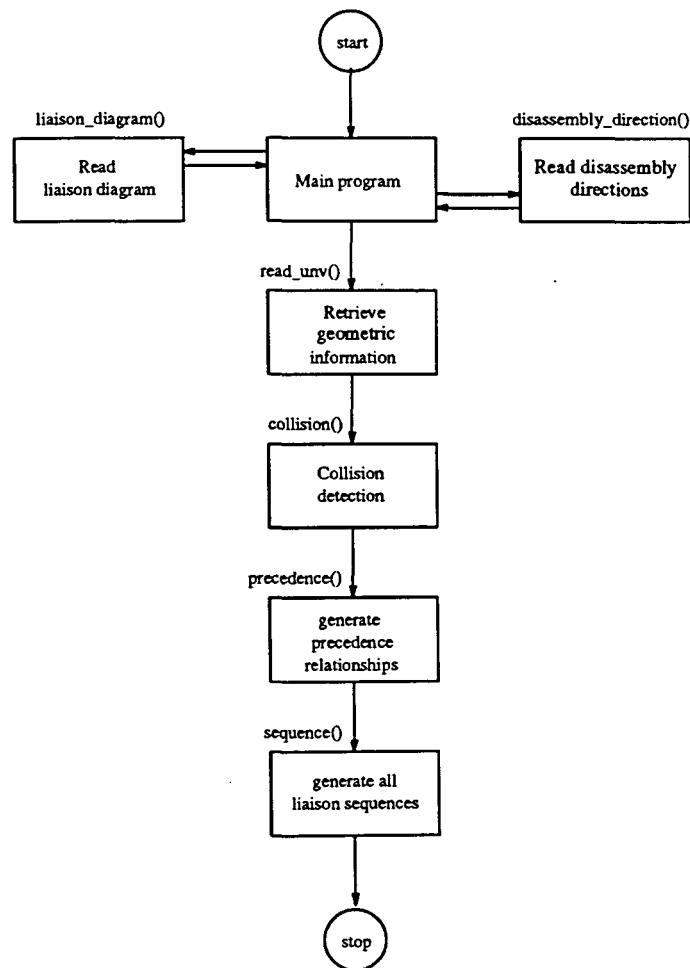 start
liaison_diagram()
disassembly_direction()
Read
liaison diagram
Main program
Read disassembly
directions
read_unv()
Retrieve
geometric
information
collision()
Collision
detection
precedence()
generate
precedence
relationships
sequence()
generate all
liaison sequences
stop